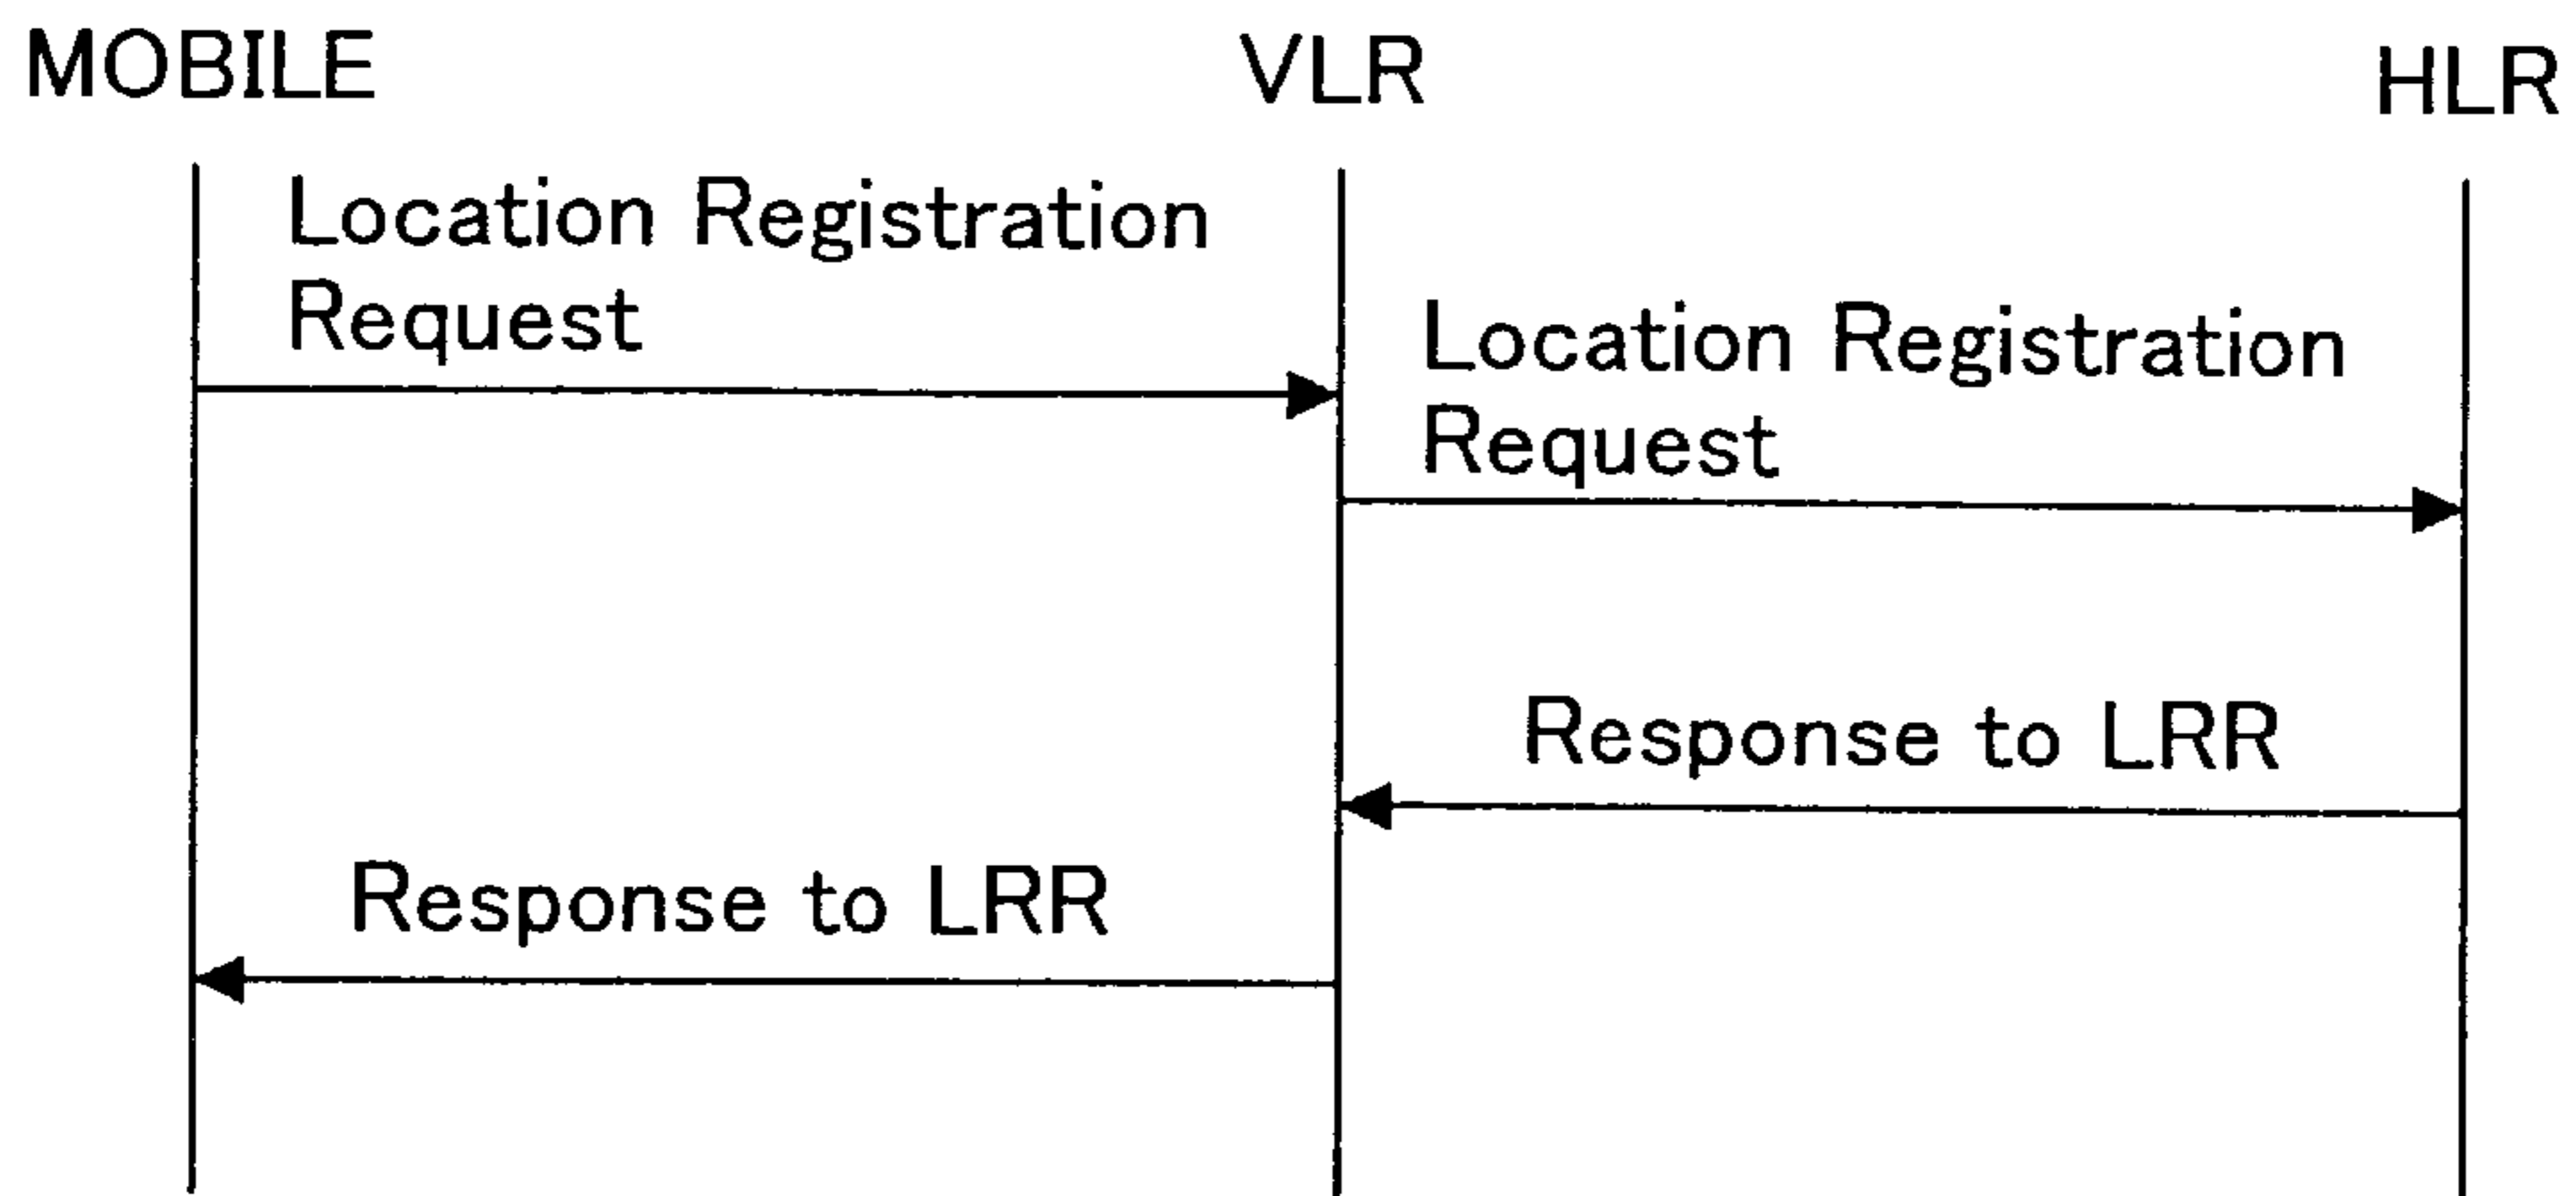 MOBILE
VLR
HLR
Location Registration
Request
Location Registration
Request
Response to LRR
Response to LRR